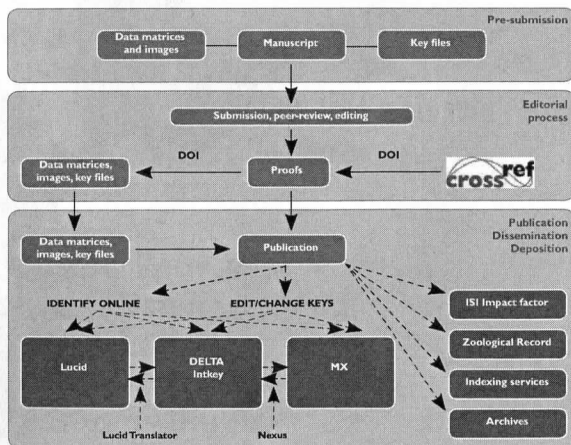 Pre-submission
Data matrices
and images
Manuscript
Key files
Editorial
process
Submission, peer-review, editing
DOI
DOI
Data matrices,
images, key files
Proofs
cross ref
Publication
Dissemination
Deposition
Data matrices,
images, key files
Publication
IDENTIFY ONLINE
EDIT/CHANGE KEYS
ISI Impact factor
Zoological Record
Indexing services
Archives
Lucid
DELTA
Intkey
MX
Lucid Translator
Nexus